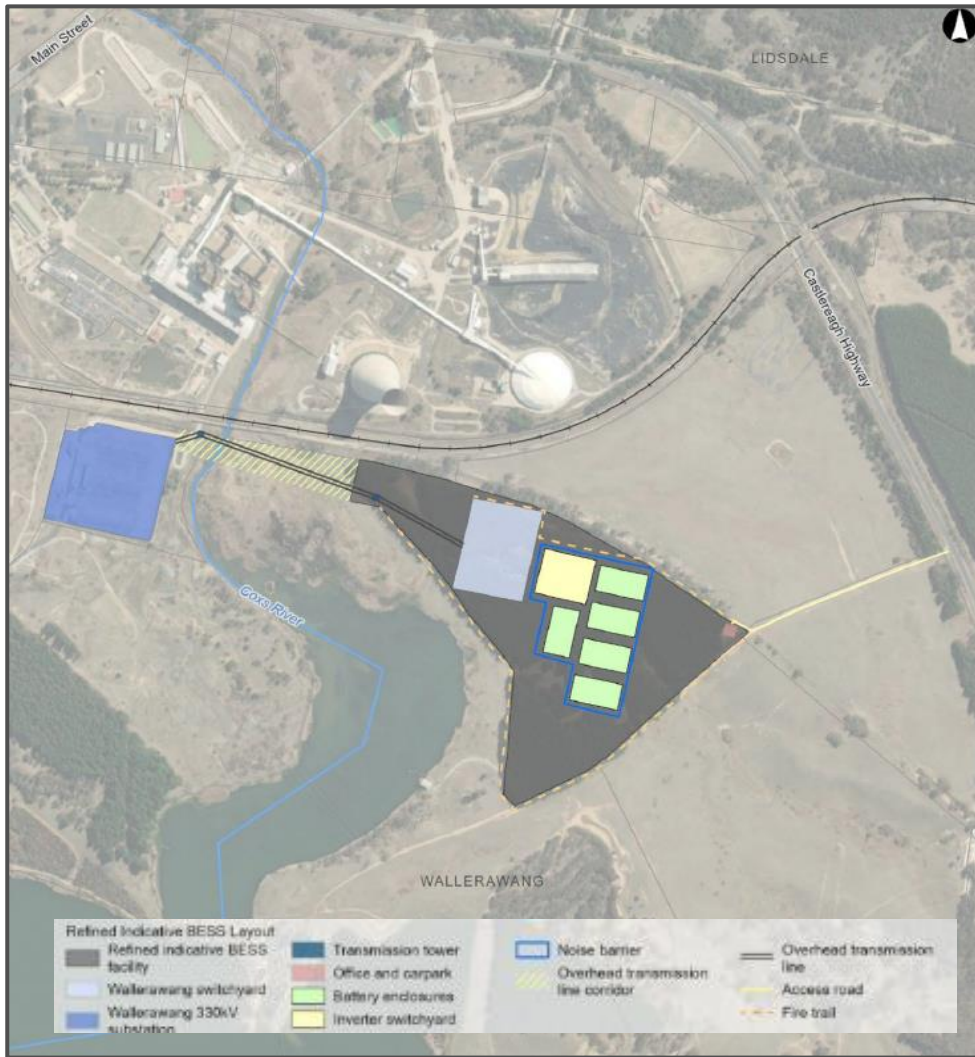 Main Street
LIDSDALE
Castlereagh Highway
Coxs River
WALLERAWANG
Refined Indicative BESS Layout
Refined indicative BESS
facility
Wallerawang switchyard
Wallerawang 330kV
substation
Transmission tower
Office and carpark
Battery enclosures
Inverter switchyard
Noise barrier
Overhead transmission
line corridor
Overhead transmission
line
Access road
Fire trail